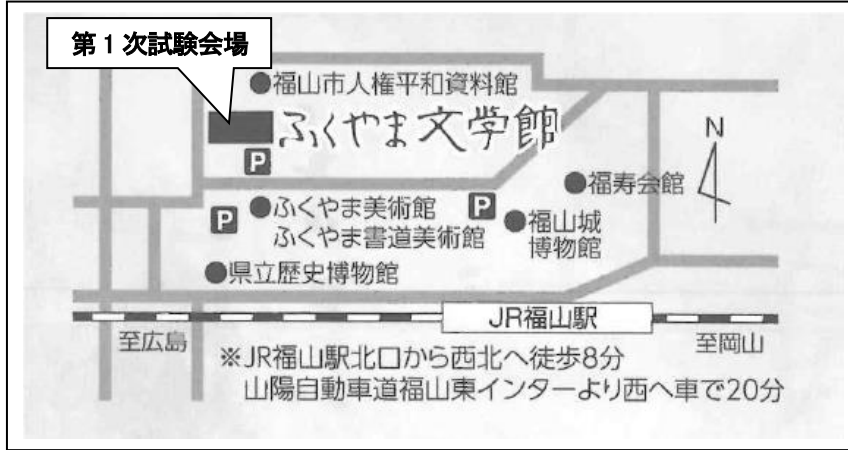 第1次試験会場
福山市人権平和資料館
ふくやま文学館
N
P
福寿会館
ふくやま美術館
P
P
ふくやま書道美術館
福山城
博物館
県立歴史博物館
JR福山駅
至広島
至岡山
※JR福山駅北口から西北へ徒歩8分
山陽自動車道福山東インターより西へ車で20分